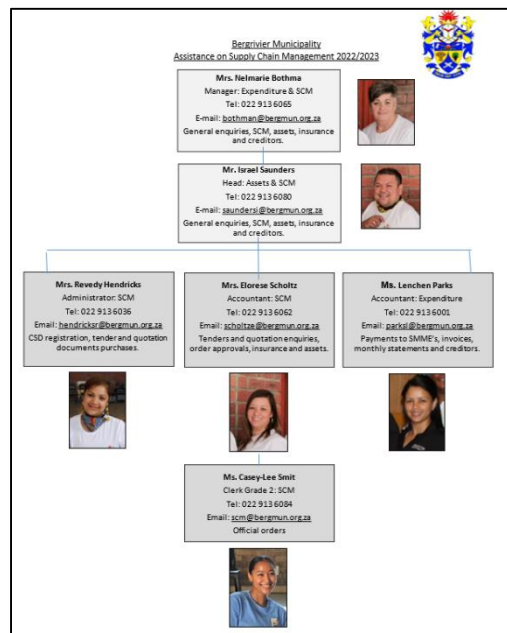 Bergrivier Municipality
Assistance on Supply Chain Management 2022/2023
Mrs. Nelmarie Bothma
Manager: Expenditure & SCM
Tel: 022 913 6065
E-mail: bothman@bergmun.org.za
General enquiries, SCM, assets, insurance
and creditors.
Mr. Israel Saunders
Head: Assets & SCM
Tel: 022 913 6080
E-mail: saundersi@bergmun.org.za
General enquiries, SCM, assets, insurance
and creditors.
Mrs. Revedy Hendricks
Administrator: SCM
Tel: 022 913 6036
Email: hendricksr@bergmun.org.za
CSD registration, tender and quotation
documents purchases.
Mrs. Elorese Scholtz
Accountant: SCM
Tel: 022 913 6062
Email: scholtze@bergmun.org.za
Tenders and quotation enquiries,
order approvals, insurance and assets.
Ms. Lenchen Parks
Accountant: Expenditure
Tel: 022 913 6001
Email: parksl@bergmun.org.za
Payments to SMME's, invoices,
monthly statements and creditors.
Ms. Casey-Lee Smit
Clerk Grade 2: SCM
Tel: 022 913 6084
Email: scm@bergmun.org.za
Official orders